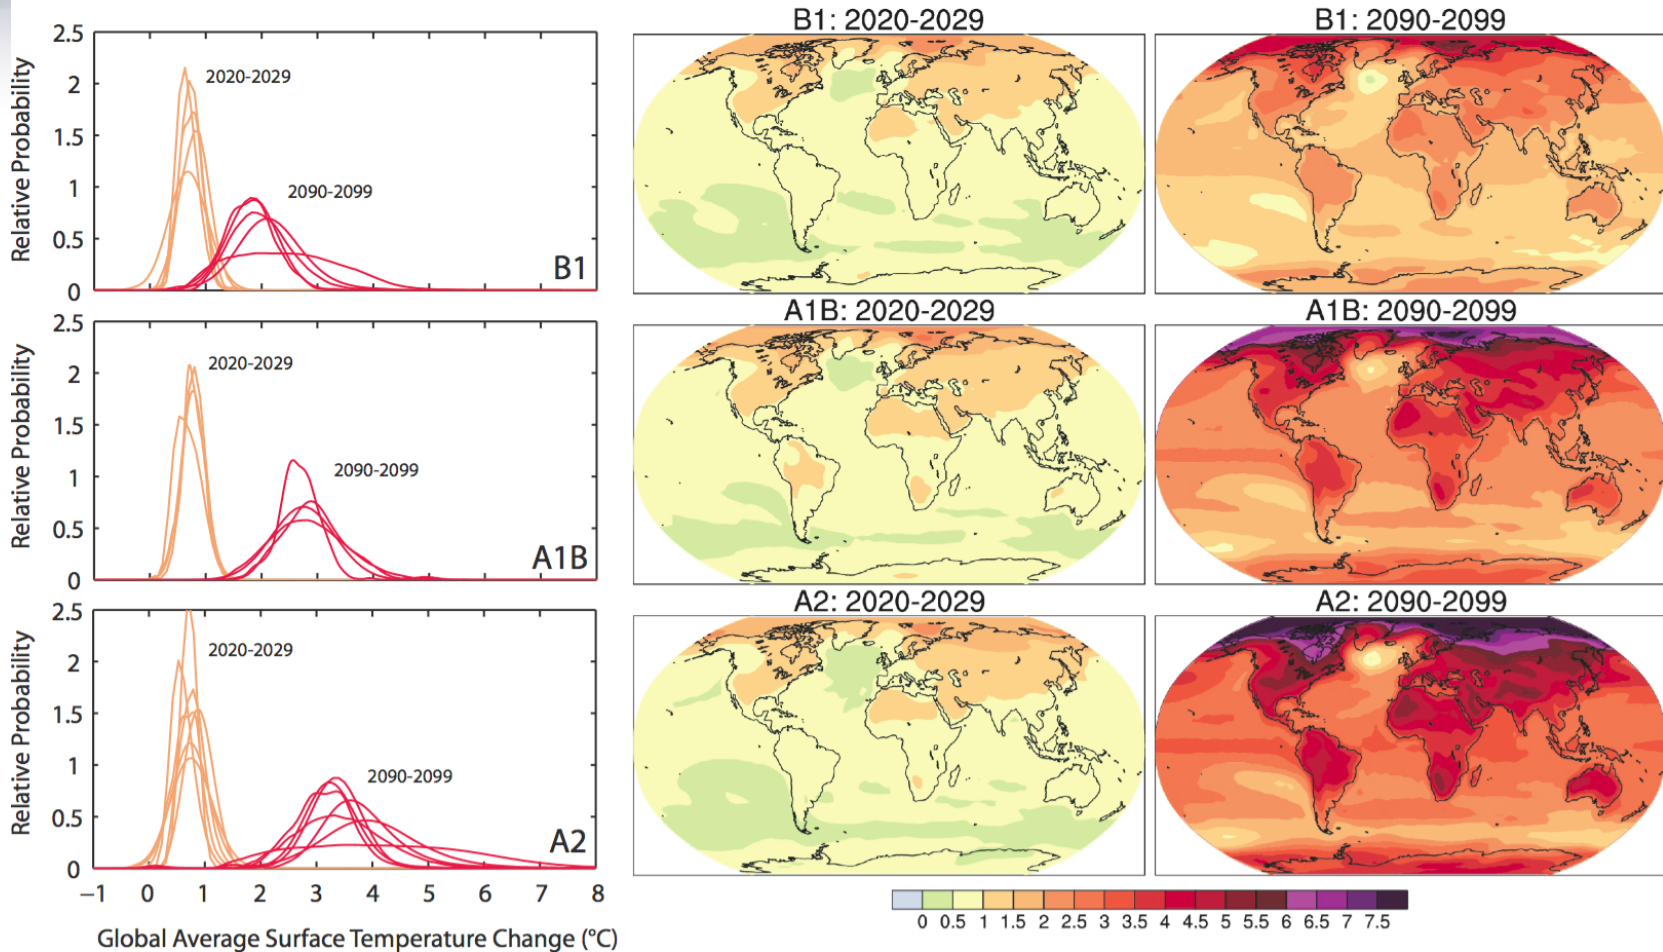 B1: 2020-2029
B1: 2090-2099
2.5
2
1.5
1
0.5
0
Relative Probability
2020-2029
2090-2099
B1
A1B: 2020-2029
A1B: 2090-2099
2.5
2
1.5
1
0.5
0
Relative Probability
2020-2029
2090-2099
A1B
A2: 2020-2029
A2: 2090-2099
2.5
2
1.5
1
0.5
0
Relative Probability
2020-2029
2090-2099
A2
−1 0 1 2 3 4 5 6 7 8
Global Average Surface Temperature Change (°C)
0 0.5 1 1.5 2 2.5 3 3.5 4 4.5 5 5.5 6 6.5 7 7.5